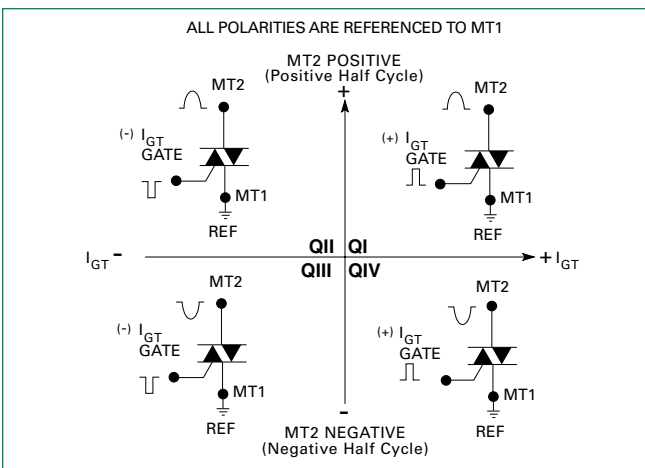 ALL POLARITIES ARE REFERENCED TO MT1
MT2 POSITIVE
(Positive Half Cycle)
+
MT2
(-) IGT
GATE
MT1
REF
MT2
(+) IGT
GATE
MT1
REF
IGT -
QII QI
QIII QIV
+ IGT
MT2
(-) IGT
GATE
MT1
REF
MT2
(+) IGT
GATE
MT1
REF
-
MT2 NEGATIVE
(Negative Half Cycle)